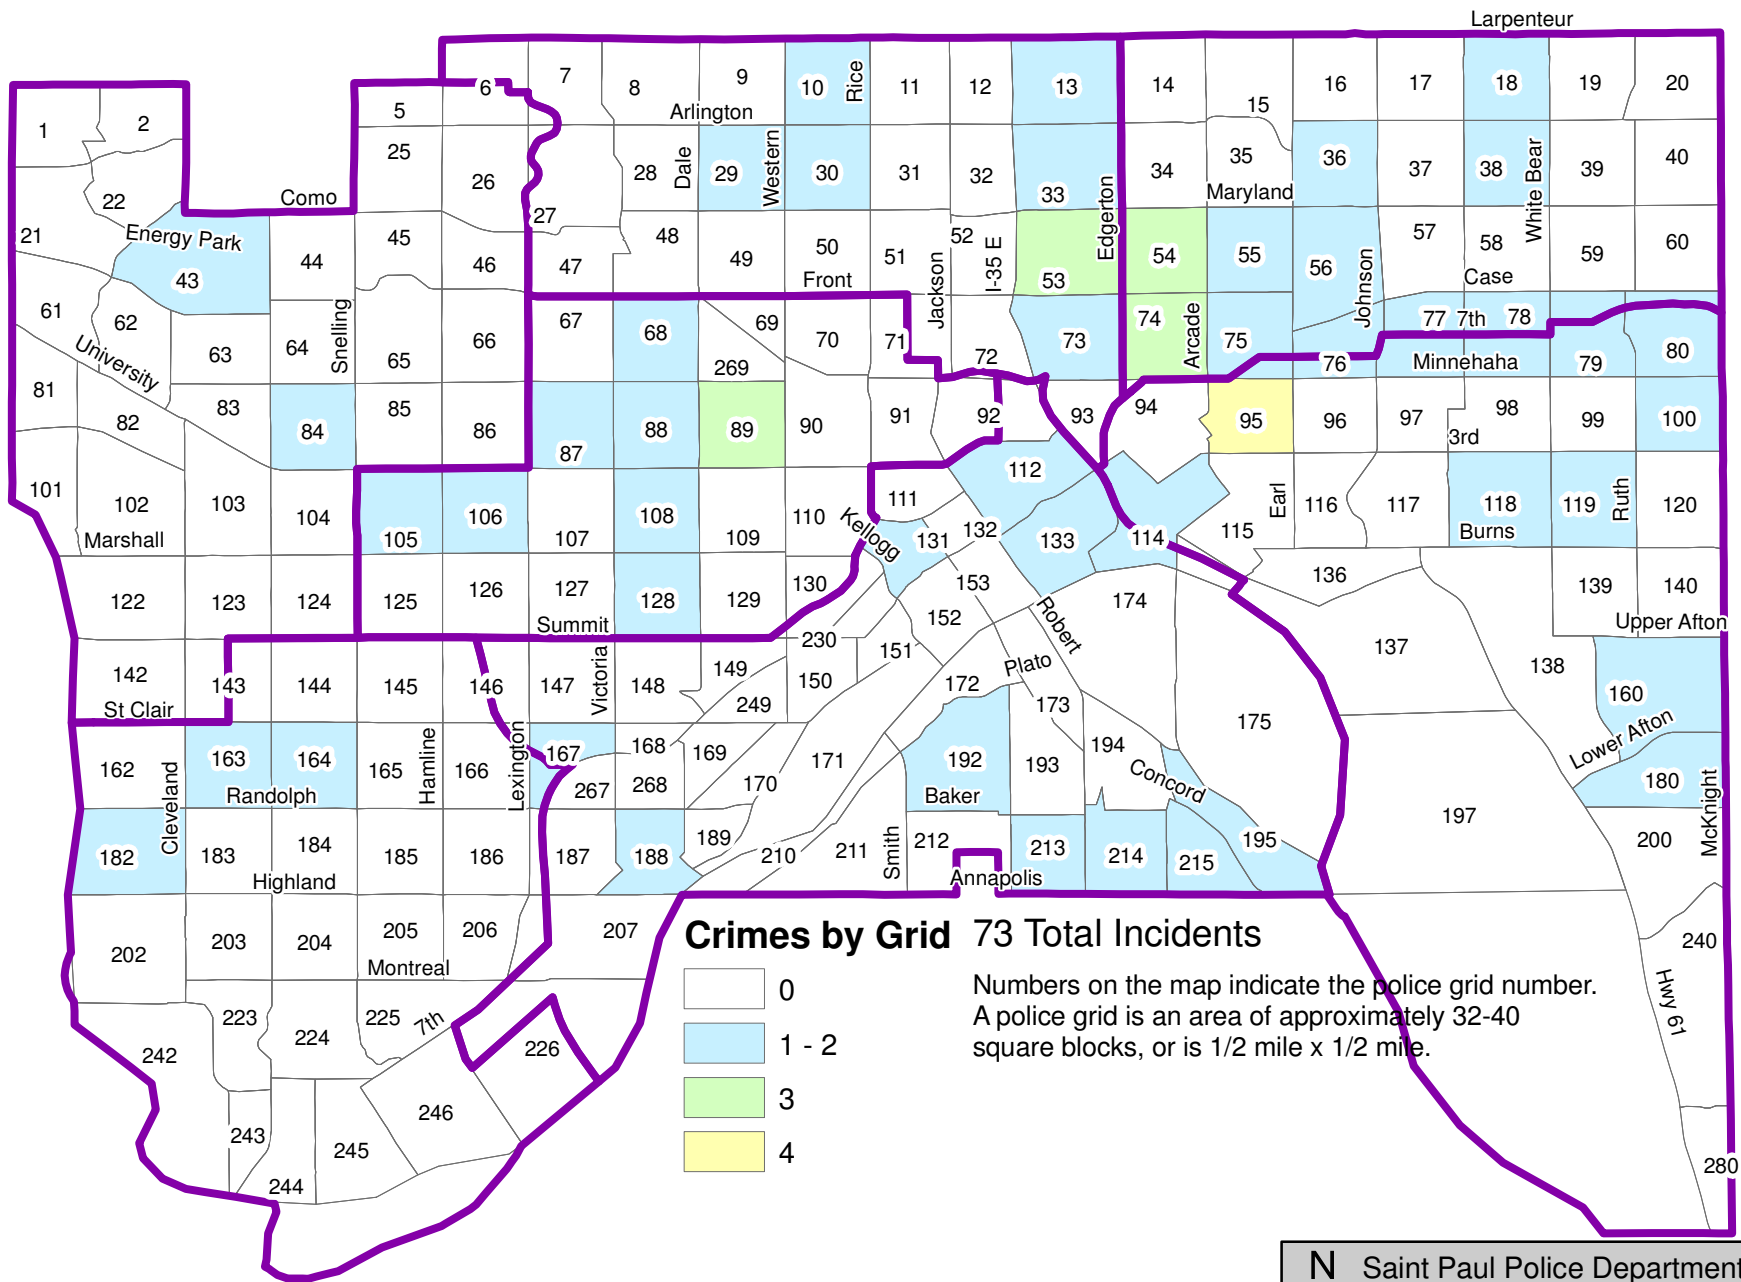 Larpenteur
6 7 8 9 10 Rice 11 12 13 14 15 16 17 18 19 20
1 2 5 Arlington
25 26 27 28 Dale 29 Western 30 31 32 33 Edgerton 34 35 36 37 38 White Bear 39 40
22 Como Maryland
21 Energy Park 43 44 45 46 47 48 49 50 51 52 I-35 E 53 54 55 56 57 58 59 60
Front Jackson Johnson Case
61 62 63 64 Snelling 65 66 67 68 69 269 70 71 72 73 74 Arcade 75 76 77 7th 78 79 80
University Minnehaha
81 82 83 84 85 86 87 88 89 90 91 92 93 94 95 96 97 98 99 100
3rd
101 102 103 104 105 106 107 108 109 110 111 112 114 115 Earl 116 117 118 119 Ruth 120
Marshall Kellogg 131 132 133 Burns
122 123 124 125 126 127 128 129 130 153 152 174 136 139 140
Summit 230 151 Robert Upper Afton
142 143 144 145 146 147 Victoria 148 149 249 150 172 Plato 173 175 137 138 160
St Clair
162 Cleveland 163 164 165 Hamline 166 Lexington 167 267 168 268 169 170 171 192 193 194 Concord Lower Afton 180
Randolph Baker McKnight
182 183 184 185 186 187 188 189 210 211 Smith 212 213 214 215 195 197 200
Highland Annapolis
202 203 204 205 206 207 240
Montreal Hwy 61
242 223 224 225 7th 226
243 244 245 246 280
Crimes by Grid 73 Total Incidents
0
1 - 2
3
4
Numbers on the map indicate the police grid number.
A police grid is an area of approximately 32-40
square blocks, or is 1/2 mile x 1/2 mile.
N Saint Paul Police Department